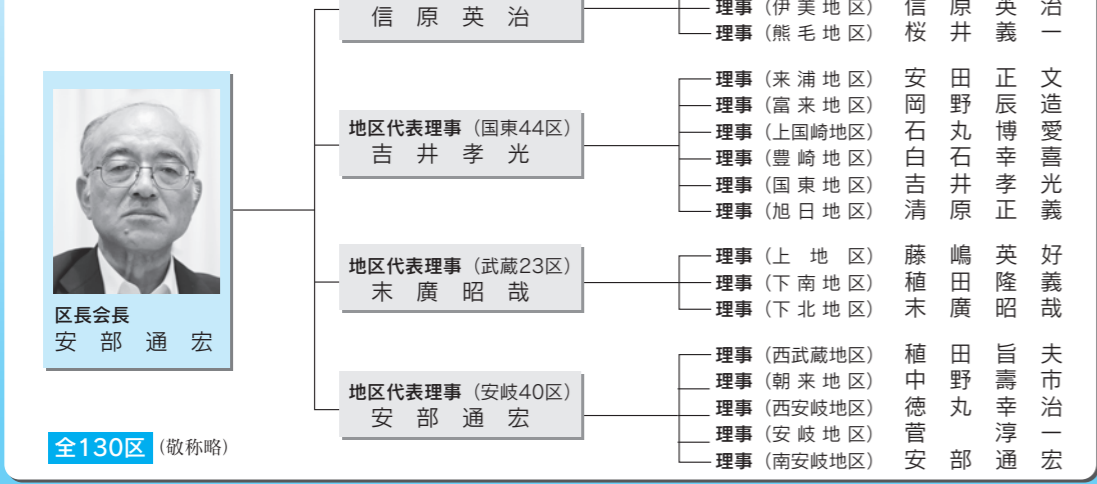 信原英治
理事（伊美地区） 信原英治
理事（熊毛地区） 桜井義一
地区代表理事（国東44区）
吉井孝光
理事（来浦地区） 安田正文
理事（富来地区） 岡野辰造
理事（上国崎地区） 石丸博愛
理事（豊崎地区） 白石幸喜
理事（国東地区） 吉井孝光
理事（旭日地区） 清原正義
地区代表理事（武蔵23区）
末廣昭哉
理事（上地区） 藤嶋英好
理事（下南地区） 稙田隆義
理事（下北地区） 末廣昭哉
区長会長
安部通宏
地区代表理事（安岐40区）
安部通宏
理事（西武蔵地区） 稙田旨夫
理事（朝来地区） 中野壽市
理事（西安岐地区） 徳丸幸治
理事（安岐地区） 菅淳一
理事（南安岐地区） 安部通宏
全130区（敬称略）